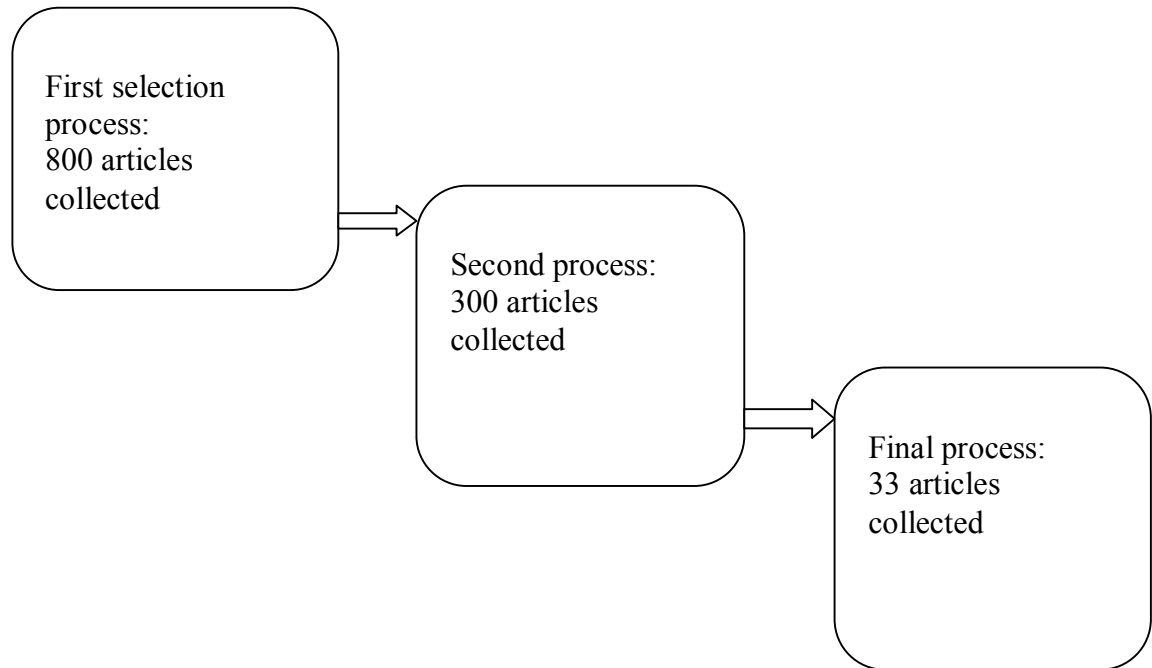 First selection
process:
800 articles
collected
Second process:
300 articles
collected
Final process:
33 articles
collected